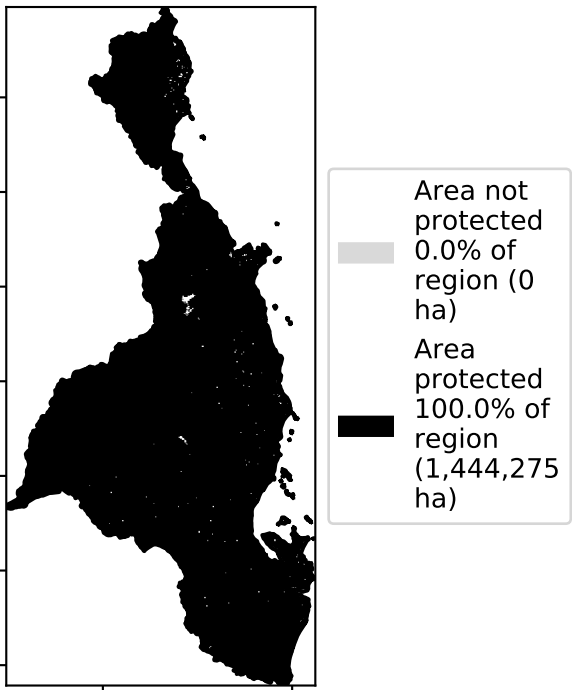 Area not
protected
0.0% of
region (0
ha)
Area
protected
100.0% of
region
(1,444,275
ha)